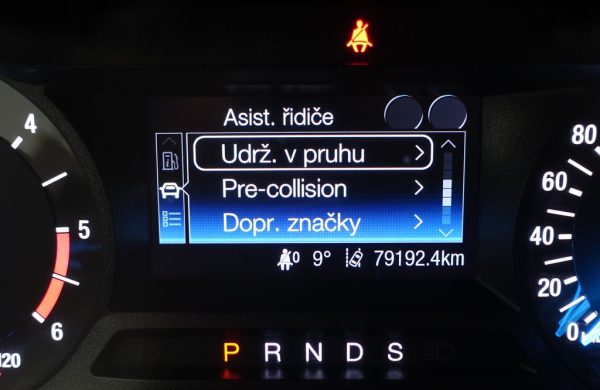 Asist. řidiče
4
Udrž. v pruhu
Pre-collision
Dopr. značky
5
6
80
60
40
20
0
0 9° 79192.4km
P R N D S